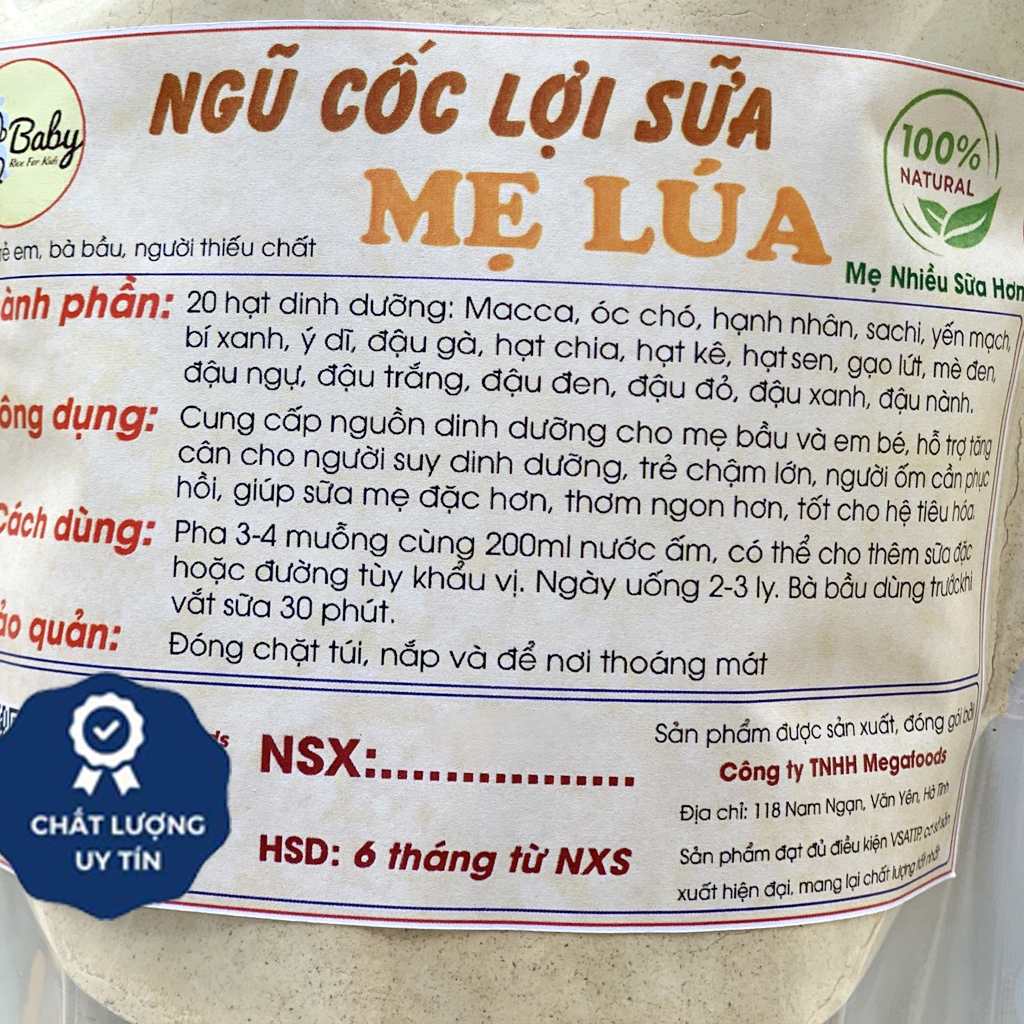 Baby
Rice For Kids
NGŨ CỐC LỢI SỮA
MẸ LÚA
100%
NATURAL
Mẹ Nhiều Sữa Hơn
em, bà bầu, người thiếu chất
phần: 20 hạt dinh dưỡng: Macca, óc chó, hạnh nhân, sachi, yến mạch,
bí xanh, ý dĩ, đậu gà, hạt chia, hạt kê, hạt sen, gạo lứt, mè đen,
đậu ngự, đậu trắng, đậu đen, đậu đỏ, đậu xanh, đậu nành.
dụng: Cung cấp nguồn dinh dưỡng cho mẹ bầu và em bé, hỗ trợ tăng
cân cho người suy dinh dưỡng, trẻ chậm lớn, người ốm cần phục
hồi, giúp sữa mẹ đặc hơn, thơm ngon hơn, tốt cho hệ tiêu hóa.
Cách dùng: Pha 3-4 muỗng cùng 200ml nước ấm, có thể cho thêm sữa đặc
hoặc đường tùy khẩu vị. Ngày uống 2-3 ly. Bà bầu dùng trước khi
vắt sữa 30 phút.
quản: Đóng chặt túi, nắp và để nơi thoáng mát
NSX:..................
HSD: 6 tháng từ NXS
Sản phẩm được sản xuất, đóng gói bởi
Công ty TNHH Megafoods
Địa chỉ: 118 Nam Ngạn, Văn Yên, Hà Tĩnh
Sản phẩm đạt đủ điều kiện VSATTP, cơ sở sản
xuất hiện đại, mang lại chất lượng tốt nhất.
CHẤT LƯỢNG
UY TÍN